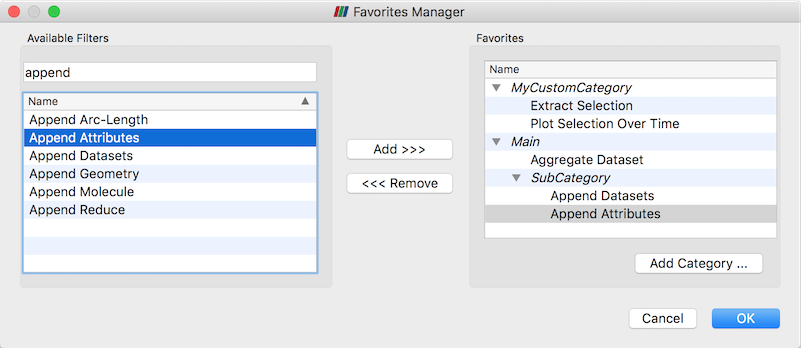 Favorites Manager
Available Filters
append
Name
Append Arc-Length
Append Attributes
Append Datasets
Append Geometry
Append Molecule
Append Reduce
Add >>>
<<< Remove
Favorites
Name
MyCustomCategory
Extract Selection
Plot Selection Over Time
Main
Aggregate Dataset
SubCategory
Append Datasets
Append Attributes
Add Category ...
Cancel
OK